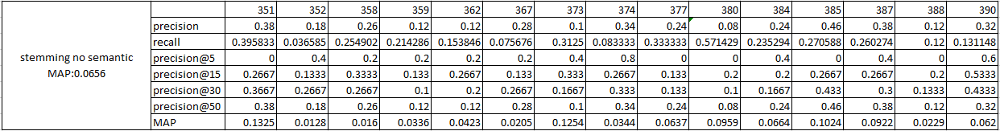 351 352 358 359 362 367 373 374 377 380 384 385 387 388 390
precision 0.38 0.18 0.26 0.12 0.12 0.28 0.1 0.34 0.24 0.08 0.24 0.46 0.38 0.12 0.32
recall 0.395833 0.036585 0.254902 0.214286 0.153846 0.075676 0.3125 0.083333 0.333333 0.571429 0.235294 0.270588 0.260274 0.12 0.131148
stemming no semantic
MAP:0.0656
precision@5 0 0.4 0.2 0.2 0.2 0.2 0.4 0.8 0 0 0.4 0 0.4 0 0.6
precision@15 0.2667 0.1333 0.3333 0.133 0.2667 0.133 0.333 0.2667 0.133 0.2 0.2 0.2667 0.2667 0.2 0.5333
precision@30 0.3667 0.2667 0.2667 0.1 0.2 0.2667 0.1667 0.333 0.133 0.1 0.1667 0.433 0.3 0.1333 0.4333
precision@50 0.38 0.18 0.26 0.12 0.12 0.28 0.1 0.34 0.24 0.08 0.24 0.46 0.38 0.12 0.32
MAP 0.1325 0.0128 0.016 0.0336 0.0423 0.0205 0.1254 0.0344 0.0637 0.0959 0.0664 0.1024 0.0922 0.0229 0.062